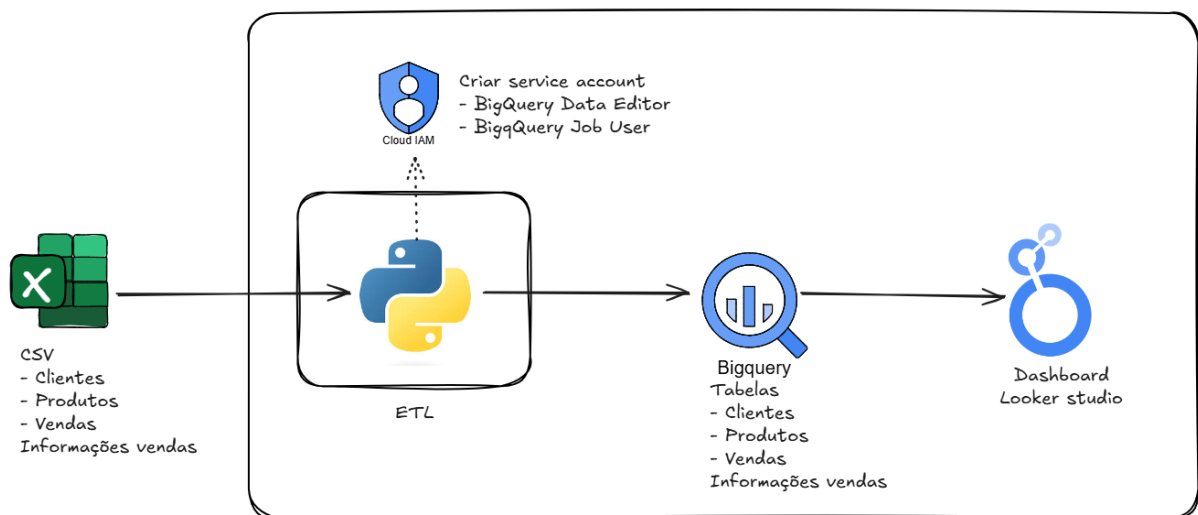 Criar service account
- BigQuery Data Editor
- BigqQuery Job User
Cloud IAM
X
CSV
- Clientes
- Produtos
- Vendas
Informações vendas
ETL
Bigquery
Tabelas
- Clientes
- Produtos
- Vendas
Informações vendas
Dashboard
Looker studio